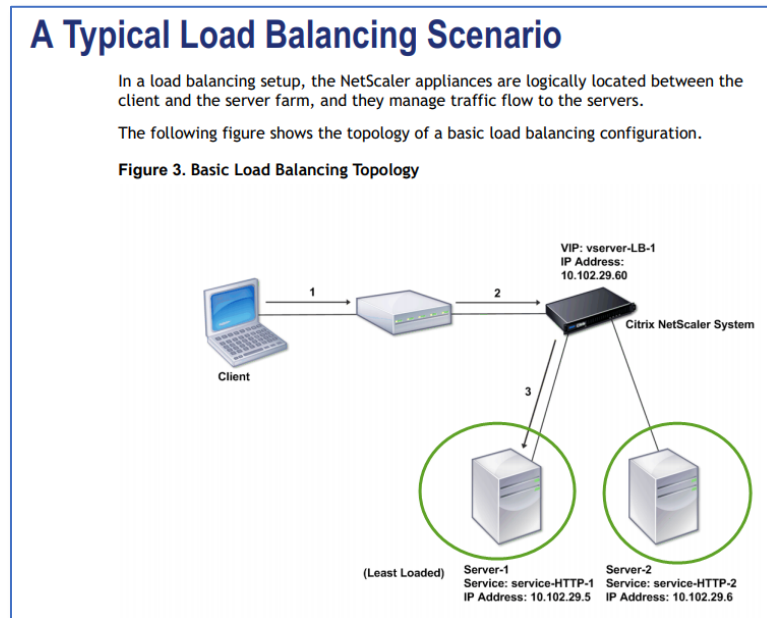 A Typical Load Balancing Scenario
In a load balancing setup, the NetScaler appliances are logically located between the
client and the server farm, and they manage traffic flow to the servers.
The following figure shows the topology of a basic load balancing configuration.
Figure 3. Basic Load Balancing Topology
VIP: vserver-LB-1
IP Address:
10.102.29.60
1
2
Citrix NetScaler System
Client
3
(Least Loaded)
Server-1
Service: service-HTTP-1
IP Address: 10.102.29.5
Server-2
Service: service-HTTP-2
IP Address: 10.102.29.6